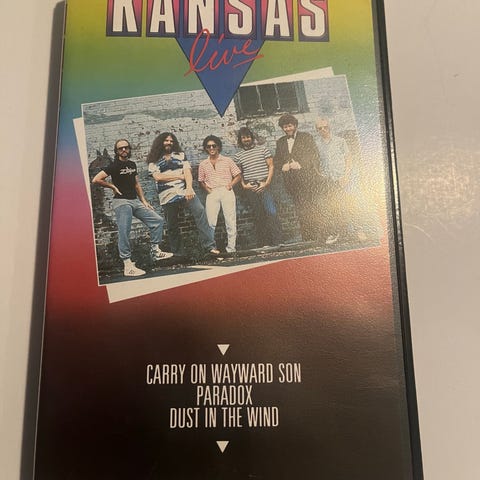 KANSAS
live
CARRY ON WAYWARD SON
PARADOX
DUST IN THE WIND